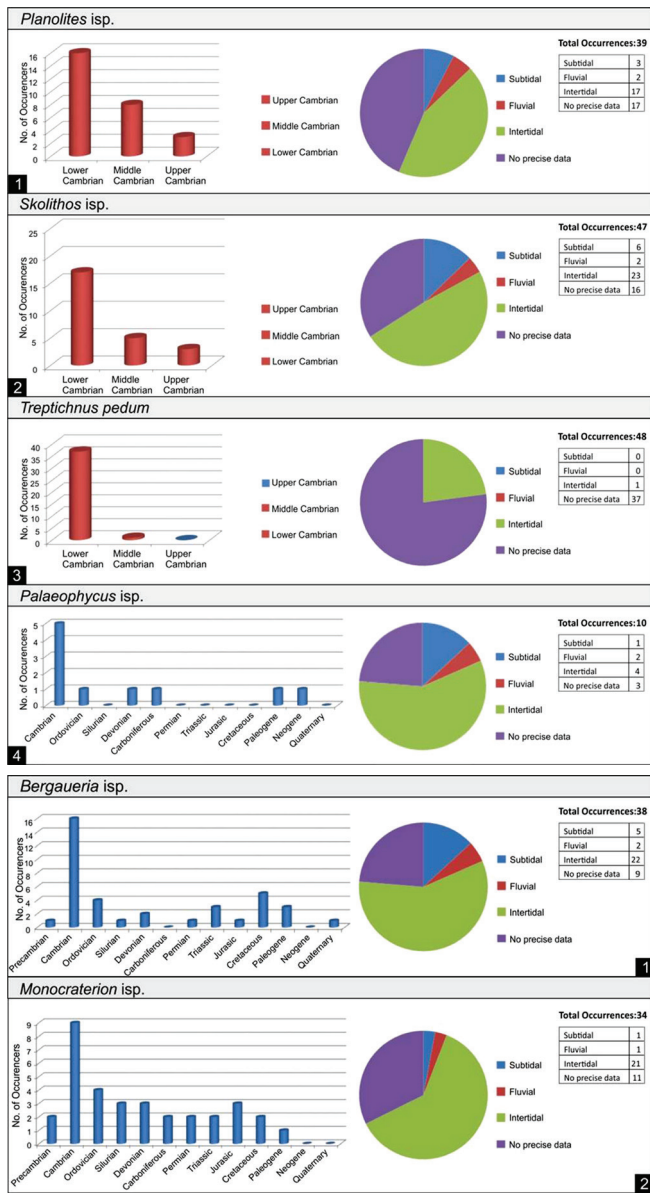 Planolites isp.
No. of Occurencers
16
14
12
10
8
6
4
2
0
Lower Cambrian
Middle Cambrian
Upper Cambrian
Upper Cambrian
Middle Cambrian
Lower Cambrian
Subtidal
Fluvial
Intertidal
No precise data
Total Occurrences:39
Subtidal 3
Fluvial 2
Intertidal 17
No precise data 17
1
Skolithos isp.
No. of Occurencers
25
20
15
10
5
0
Lower Cambrian
Middle Cambrian
Upper Cambrian
Upper Cambrian
Middle Cambrian
Lower Cambrian
Subtidal
Fluvial
Intertidal
No precise data
Total Occurrences:47
Subtidal 6
Fluvial 2
Intertidal 23
No precise data 16
2
Treptichnus pedum
No. of Occurencers
40
35
30
25
20
15
10
5
0
Lower Cambrian
Middle Cambrian
Upper Cambrian
Upper Cambrian
Middle Cambrian
Lower Cambrian
Subtidal
Fluvial
Intertidal
No precise data
Total Occurrences:48
Subtidal 0
Fluvial 0
Intertidal 1
No precise data 37
3
Palaeophycus isp.
No. of Occurencers
5
4
3
2
1
0
Cambrian
Ordovician
Silurian
Devonian
Carboniferous
Permian
Triassic
Jurasic
Cretaceous
Paleogene
Neogene
Quaternary
Subtidal
Fluvial
Intertidal
No precise data
Total Occurrences:10
Subtidal 1
Fluvial 2
Intertidal 4
No precise data 3
4
Bergaueria isp.
No. of Occurencers
16
14
12
10
8
6
4
2
0
Precambrian
Cambrian
Ordovician
Silurian
Devonian
Carboniferous
Permian
Triassic
Jurasic
Cretaceous
Paleogene
Neogene
Quaternary
Subtidal
Fluvial
Intertidal
No precise data
Total Occurrences:38
Subtidal 5
Fluvial 2
Intertidal 22
No precise data 9
1
Monocraterion isp.
No. of Occurencers
9
8
7
6
5
4
3
2
1
0
Precambrian
Cambrian
Ordovician
Silurian
Devonian
Carboniferous
Permian
Triassic
Jurasic
Cretaceous
Paleogene
Neogene
Quaternary
Subtidal
Fluvial
Intertidal
No precise data
Total Occurrences:34
Subtidal 1
Fluvial 1
Intertidal 21
No precise data 11
2